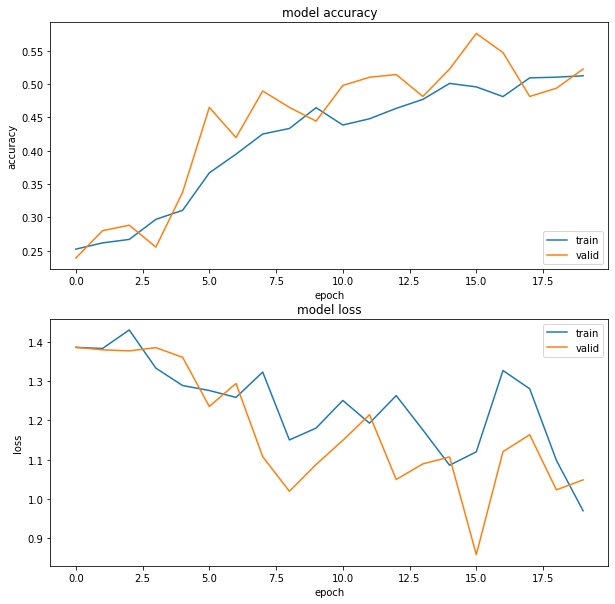 model accuracy
accuracy
0.55
0.50
0.45
0.40
0.35
0.30
0.25
train
valid
0.0 2.5 5.0 7.5 10.0 12.5 15.0 17.5
epoch
model loss
loss
1.4
1.3
1.2
1.1
1.0
0.9
train
valid
0.0 2.5 5.0 7.5 10.0 12.5 15.0 17.5
epoch